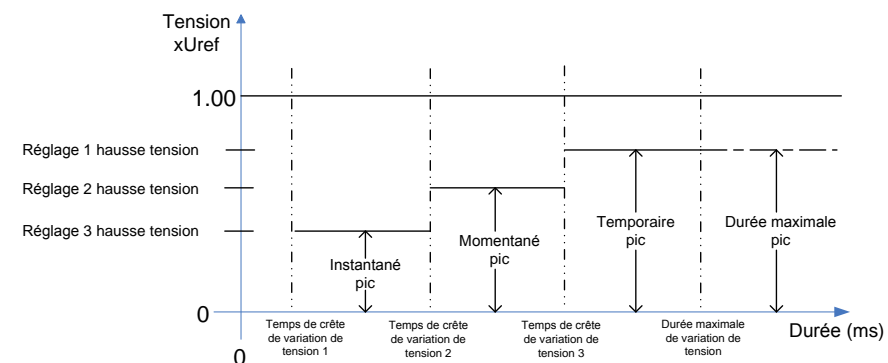 Tension
xUref
1.00
Réglage 1 hausse tension
Réglage 2 hausse tension
Réglage 3 hausse tension
Instantané
pic
Momentané
pic
Temporaire
pic
Durée maximale
pic
0
Temps de crête
de variation de
tension 1
Temps de crête
de variation de
tension 2
Temps de crête
de variation de
tension 3
Durée maximale
de variation de
tension
Durée (ms)
0